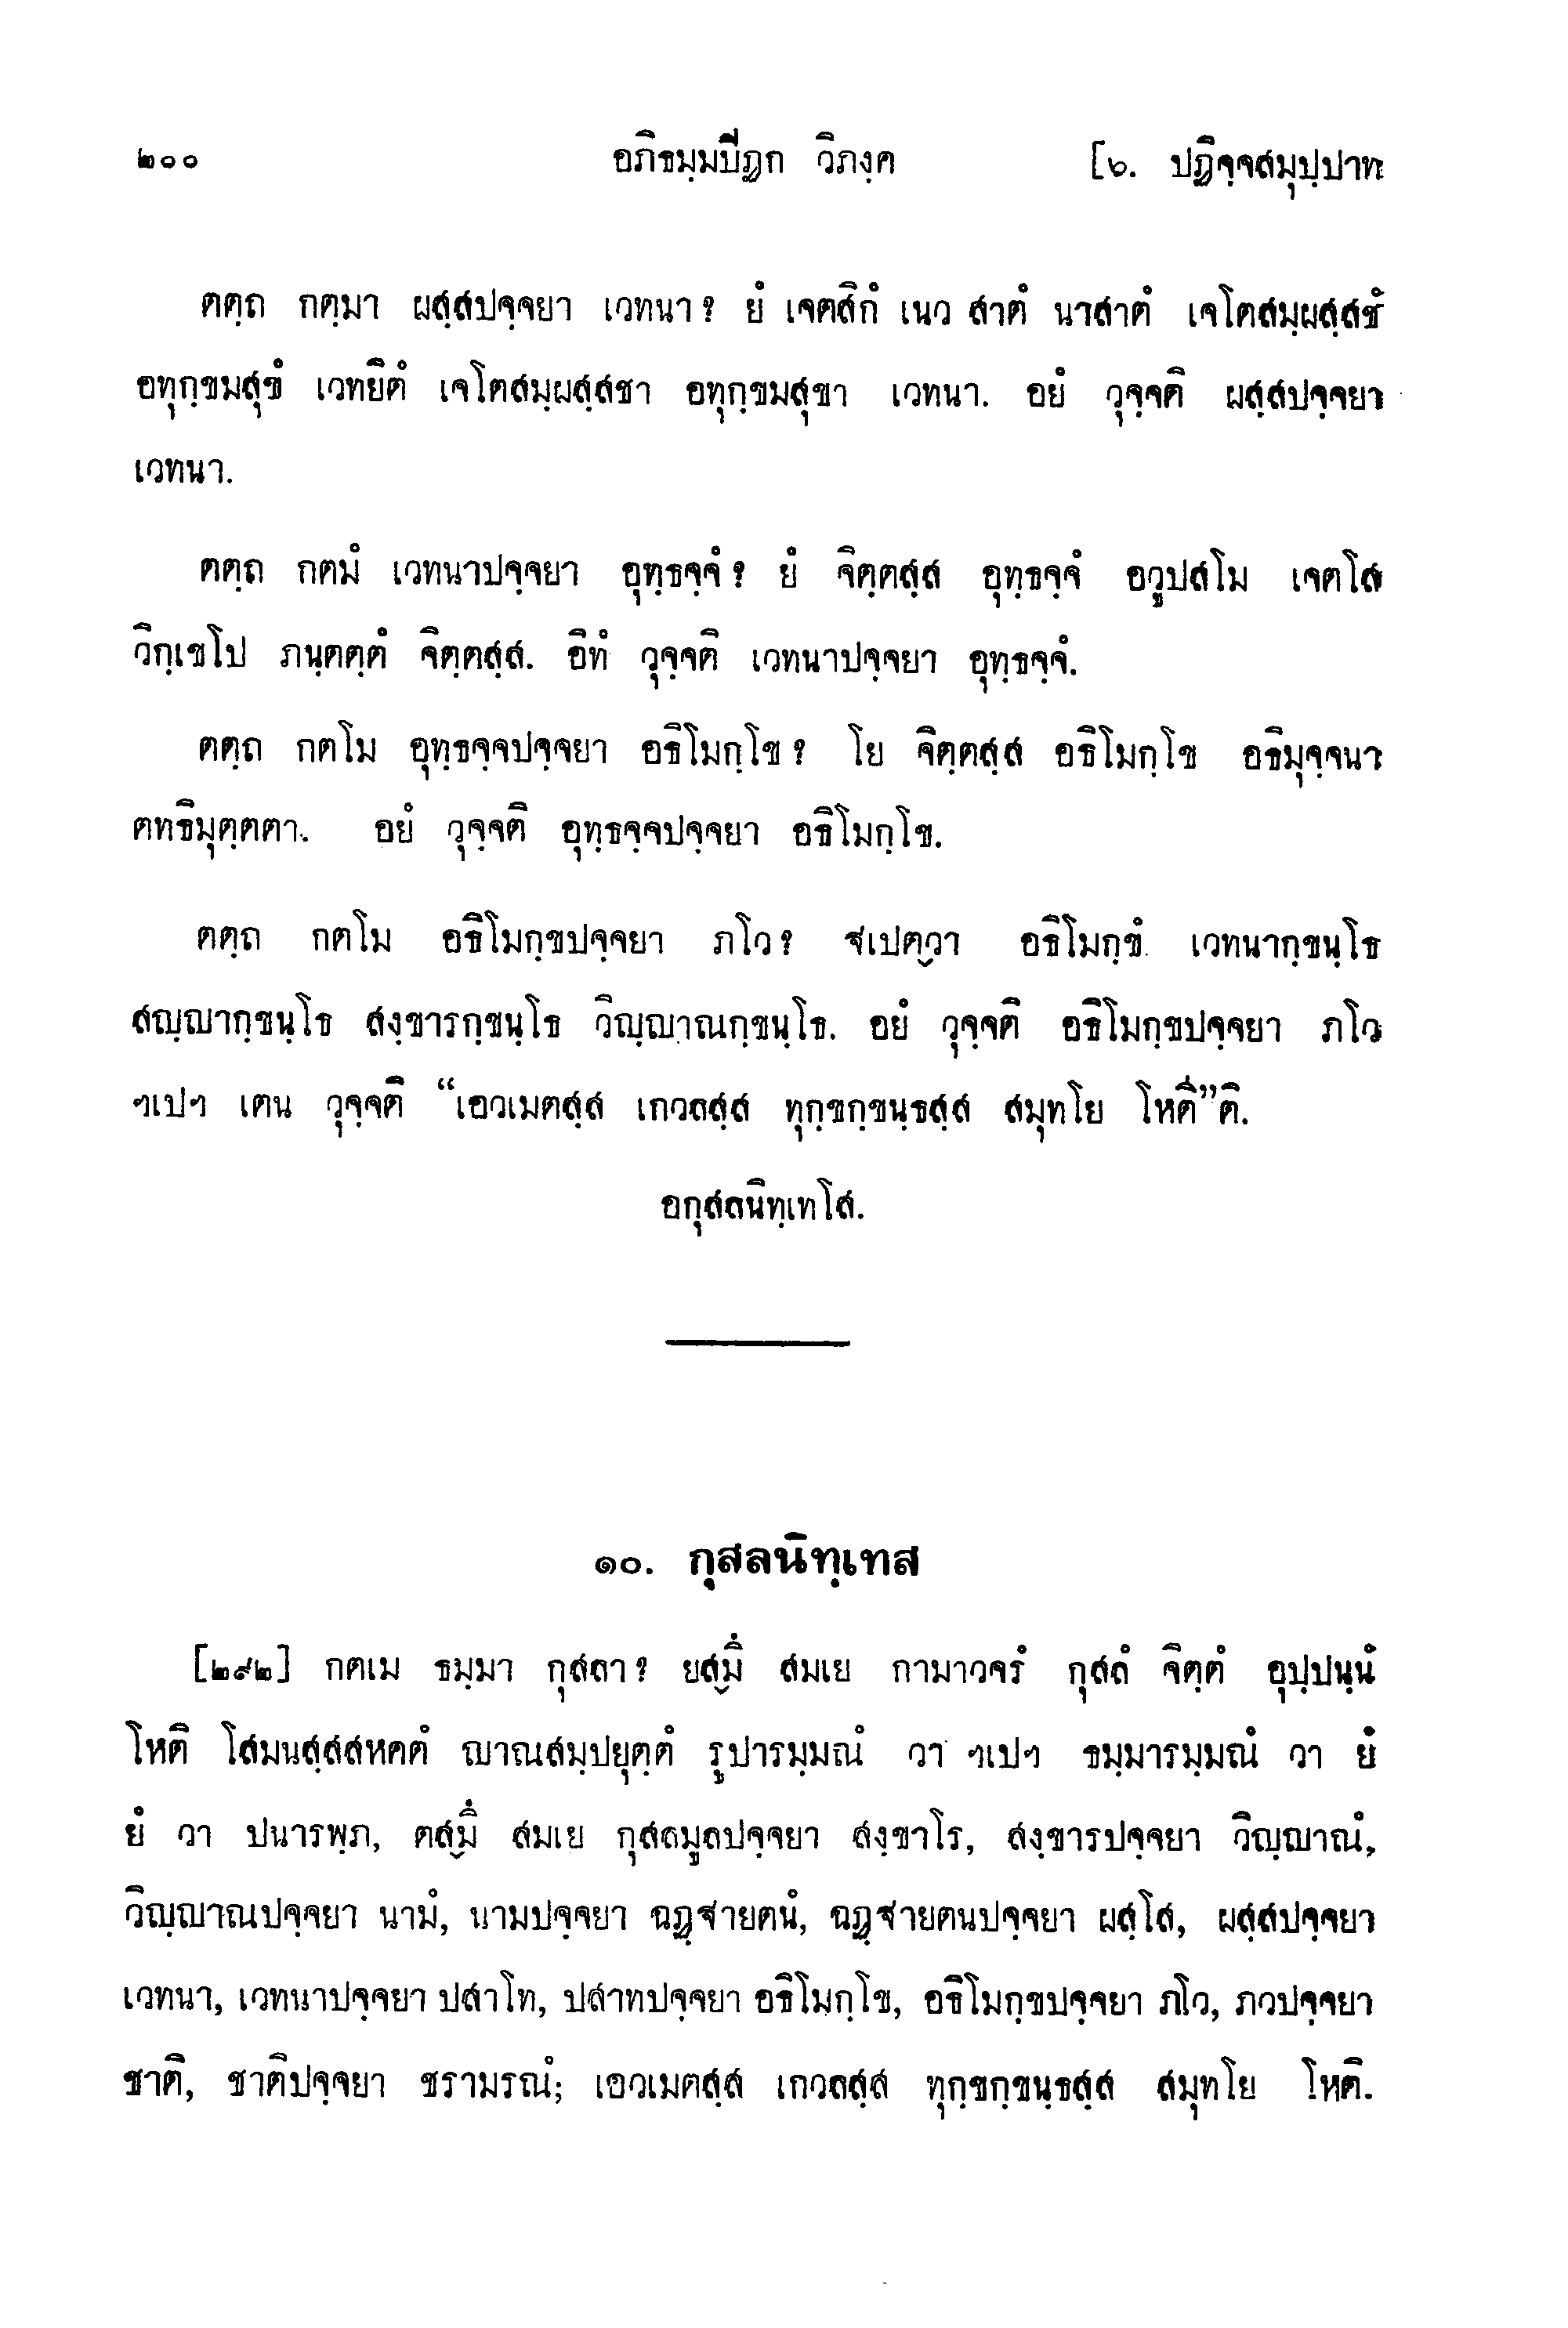 ๒๐๐ อภิธมฺมปิฏก วิภงฺค [๖. ปฏิจฺจสมุปฺปาท
ตตฺถ กตฺมา ผสฺสปจฺจยา เวทนา? ยํ เจตสิกํ เนว สาตํ นาสาตํ เจโตสมฺผสฺสชํ
อทุกฺขมสุขํ เวทยิตํ เจโตสมฺผสฺสชา อทุกฺขมสุขา เวทนา. อยํ วุจฺจติ ผสฺสปจฺจยา
เวทนา.
ตตฺถ กตมํ เวทนาปจฺจยา อุทฺธจฺจํ? ยํ จิตฺตสฺส อุทฺธจฺจํ อวูปสโม เจตโส
วิกฺเขโป ภนฺตตฺตํ จิตฺตสฺส. อิทํ วุจฺจติ เวทนาปจฺจยา อุทฺธจฺจํ.
ตตฺถ กตโม อุทฺธจฺจปจฺจยา อธิโมกฺโข? โย จิตฺตสฺส อธิโมกฺโข อธิมุจฺจนา
ตทธิมุตฺตตา. อยํ วุจฺจติ อุทฺธจฺจปจฺจยา อธิโมกฺโข.
ตตฺถ กตโม อธิโมกฺขปจฺจยา ภโว? ฐเปตฺวา อธิโมกฺขํ เวทนากฺขนฺโธ
สญฺญากฺขนฺโธ สงฺขารกฺขนฺโธ วิญฺญาณกฺขนฺโธ. อยํ วุจฺจติ อธิโมกฺขปจฺจยา ภโว
ฯเปฯ เตน วุจฺจติ “เอวเมตสฺส เกวลสฺส ทุกฺขกฺขนฺธสฺส สมุทโย โหตี”ติ.
อกุสลนิทฺเทโส.
๑๐. กุสลนิทฺเทส
[๒๙๒] กตเม ธมฺมา กุสลา? ยสฺมึ สมเย กามาวจรํ กุสลํ จิตฺตํ อุปฺปนฺนํ
โหติ โสมนสฺสสหคตํ ญาณสมฺปยุตฺตํ รูปารมฺมณํ วา ฯเปฯ ธมฺมารมฺมณํ วา ยํ
ยํ วา ปนารพฺภ, ตสฺมึ สมเย กุสลมูลปจฺจยา สงฺขาโร, สงฺขารปจฺจยา วิญฺญาณํ,
วิญฺญาณปจฺจยา นามํ, นามปจฺจยา ฉฏฺฐายตนํ, ฉฏฺฐายตนปจฺจยา ผสฺโส, ผสฺสปจฺจยา
เวทนา, เวทนาปจฺจยา ปสาโท, ปสาทปจฺจยา อธิโมกฺโข, อธิโมกฺขปจฺจยา ภโว, ภวปจฺจยา
ชาติ, ชาติปจฺจยา ชรามรณํ; เอวเมตสฺส เกวลสฺส ทุกฺขกฺขนฺธสฺส สมุทโย โหติ.